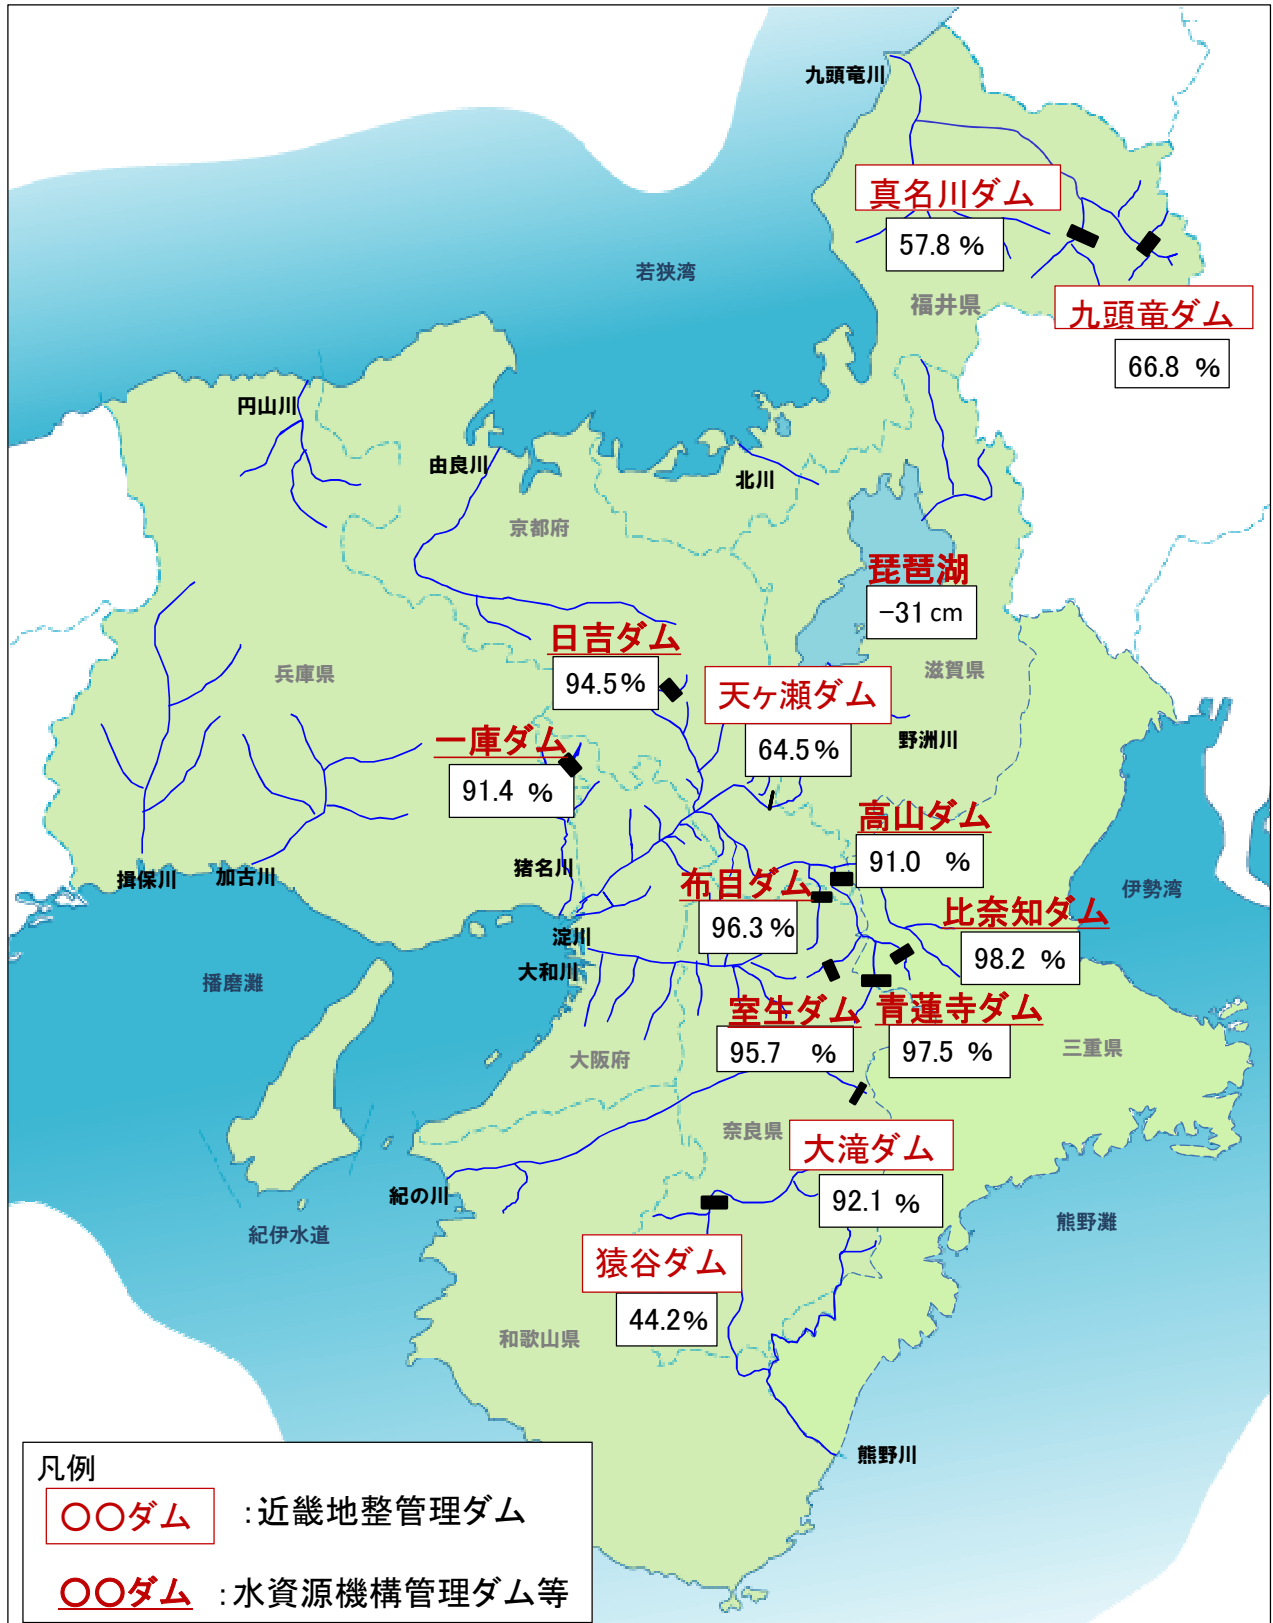 九頭竜川
真名川ダム
57.8 %
若狭湾
福井県
九頭竜ダム
66.8 %
円山川
由良川
北川
京都府
琵琶湖
-31 cm
日吉ダム
94.5%
兵庫県
滋賀県
天ヶ瀬ダム
64.5%
野洲川
一庫ダム
91.4 %
高山ダム
91.0 %
猪名川
揖保川
加古川
布目ダム
96.3 %
伊勢湾
比奈知ダム
98.2 %
淀川
大和川
播磨灘
室生ダム
95.7 %
青蓮寺ダム
97.5 %
大阪府
三重県
奈良県
大滝ダム
92.1 %
紀の川
紀伊水道
熊野灘
猿谷ダム
44.2%
和歌山県
熊野川
凡例
〇〇ダム :近畿地整管理ダム
〇〇ダム :水資源機構管理ダム等